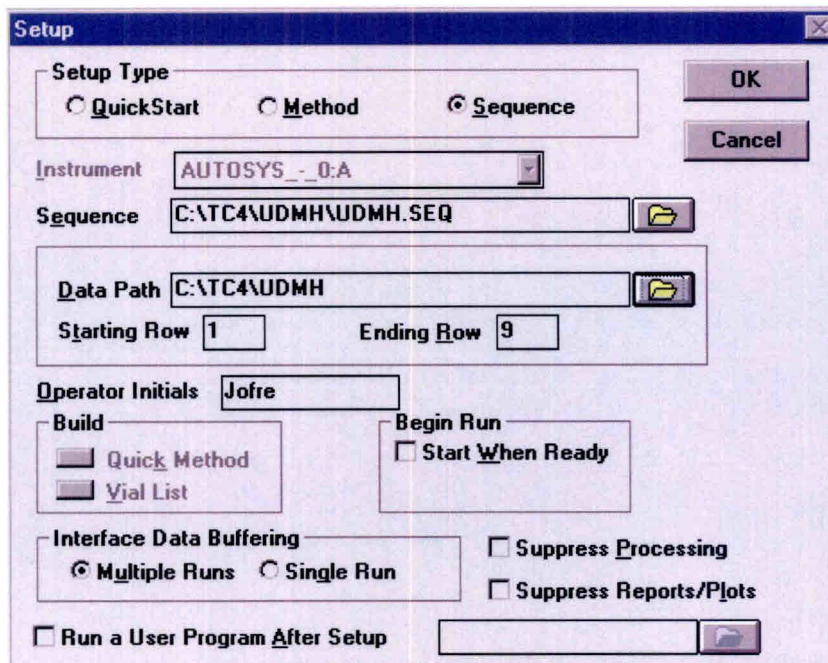 Setup
Setup Type
QuickStart Method Sequence
OK
Cancel
Instrument AUTOSYS_-_0:A
Sequence C:\TC4\UDMH\UDMH.SEQ
Data Path C:\TC4\UDMH
Starting Row 1 Ending Row 9
Operator Initials Jofre
Build
Quick Method
Vial List
Begin Run
Start When Ready
Interface Data Buffering
Multiple Runs Single Run
Suppress Processing
Suppress Reports/Plots
Run a User Program After Setup